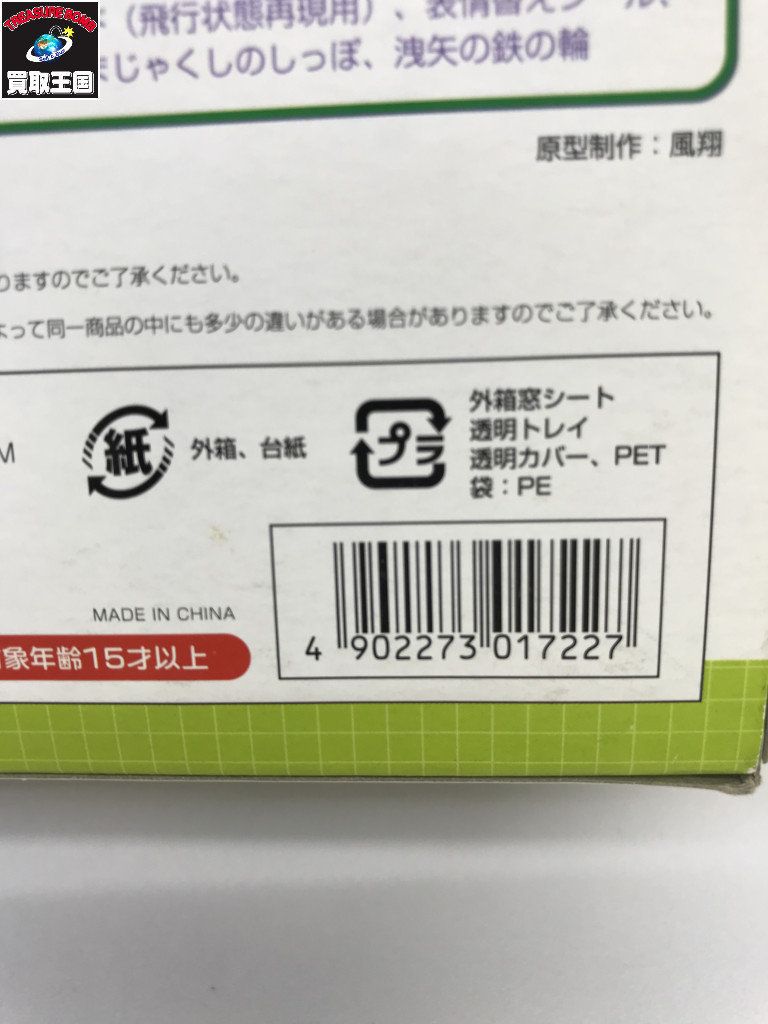 TREASURE BOMB
買取王国
（飛行状態再現用）、表情替えシール、
まじゃくしのしっぽ、洩矢の鉄の輪
原型制作：風翔
りますのでご了承ください。
よって同一商品の中にも多少の違いがある場合がありますのでご了承ください。
M
紙
外箱、台紙
プラ
外箱窓シート
透明トレイ
透明カバー、PET
袋：PE
MADE IN CHINA
対象年齢15才以上
4 902273 017227